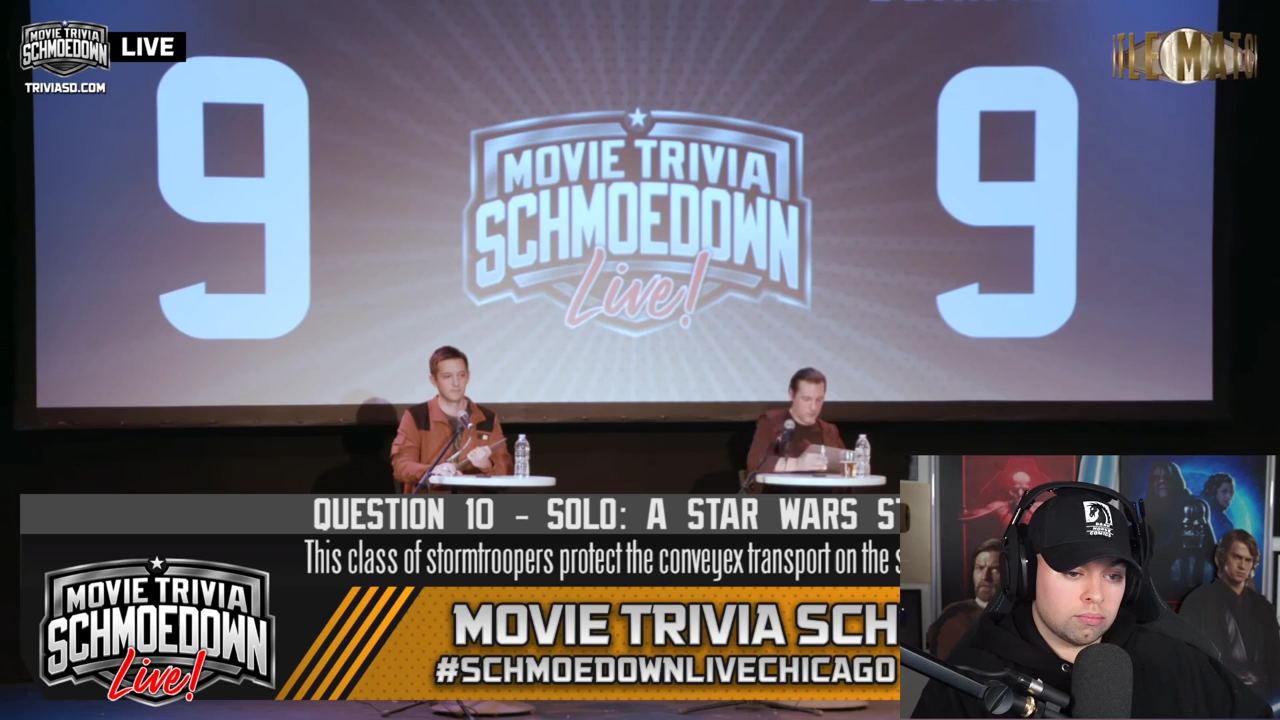 MOVIE TRIVIA
SCHMOEDOWN
LIVE
TRIVIASD.COM
9
MOVIE TRIVIA
SCHMOEDOWN
Live!
9
QUESTION 10 - SOLO: A STAR WARS
This class of stormtroopers protect the conveyex transport on the
MOVIE TRIVIA
SCHMOEDOWN
Live!
MOVIE TRIVIA SCH
#SCHMOEDOWNLIVECHICAGO